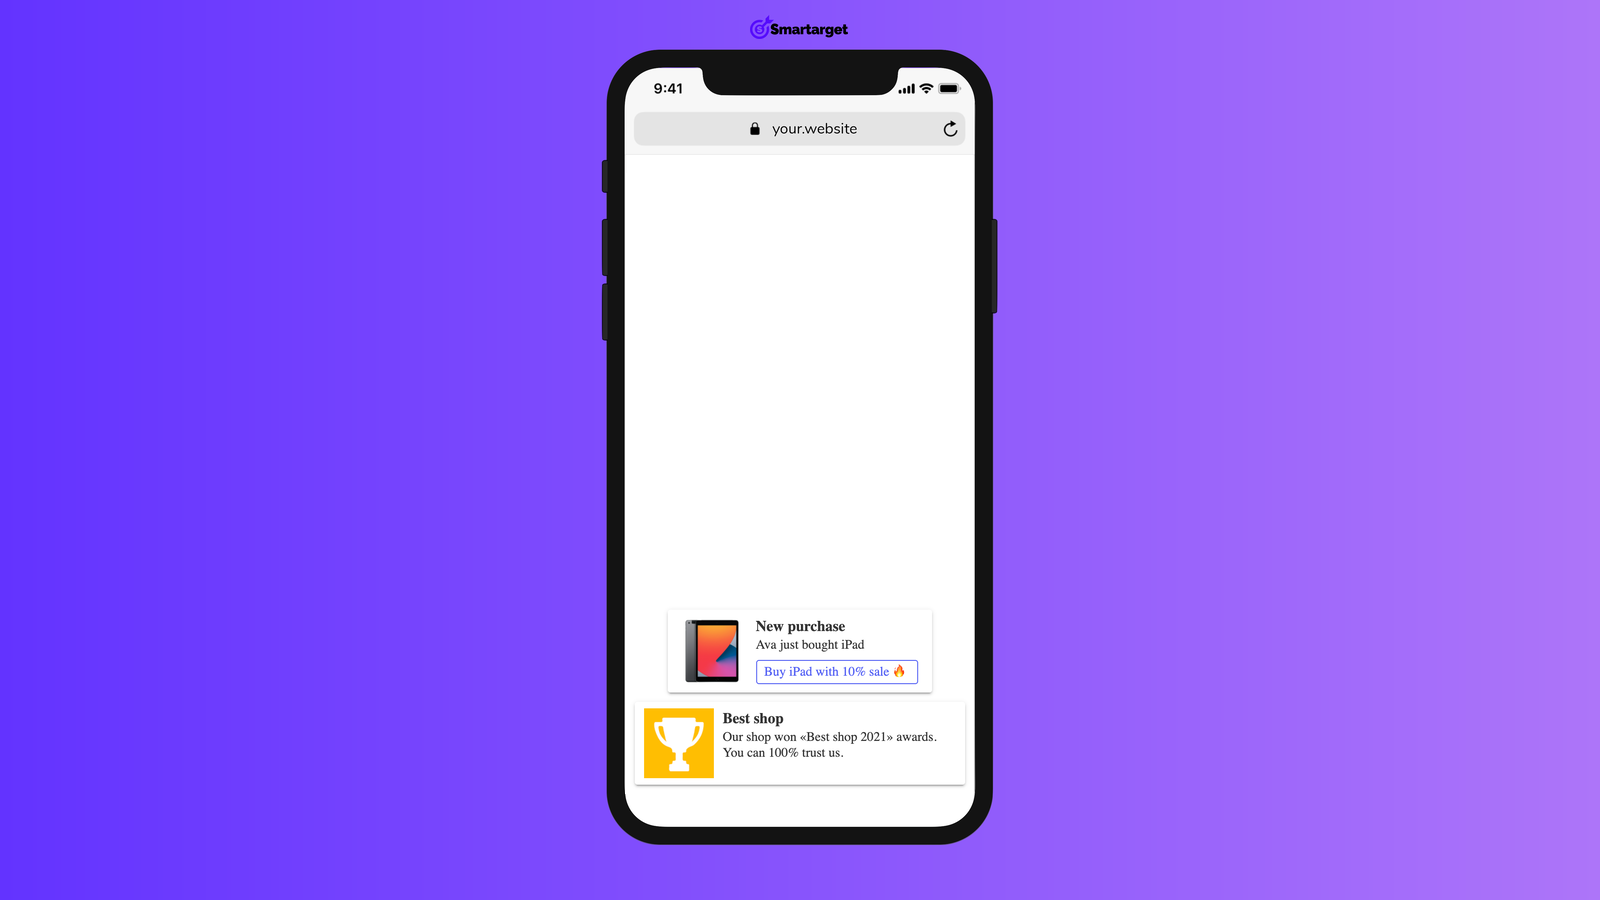 Smartarget
9:41
your.website
New purchase
Ava just bought iPad
Buy iPad with 10% sale 🔥
Best shop
Our shop won «Best shop 2021» awards.
You can 100% trust us.